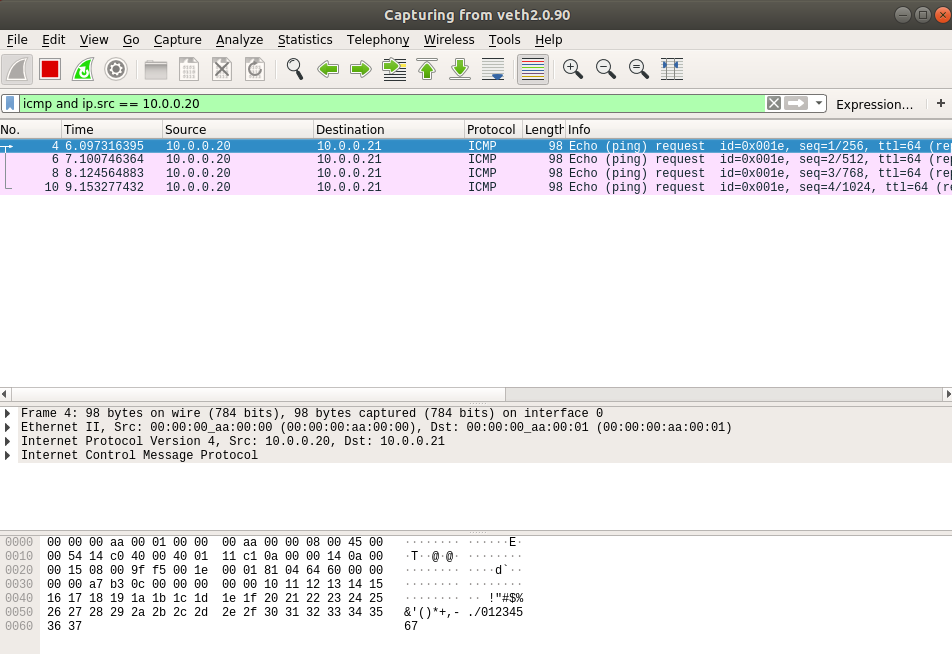 Capturing from veth2.0.90
File Edit View Go Capture Analyze Statistics Telephony Wireless Tools Help
icmp and ip.src == 10.0.0.20 Expression… +
No. Time Source Destination Protocol Length Info
4 6.097316395 10.0.0.20 10.0.0.21 ICMP 98 Echo (ping) request id=0x001e, seq=1/256, ttl=64 (rep
6 7.100746364 10.0.0.20 10.0.0.21 ICMP 98 Echo (ping) request id=0x001e, seq=2/512, ttl=64 (rep
8 8.124564883 10.0.0.20 10.0.0.21 ICMP 98 Echo (ping) request id=0x001e, seq=3/768, ttl=64 (rep
10 9.153277432 10.0.0.20 10.0.0.21 ICMP 98 Echo (ping) request id=0x001e, seq=4/1024, ttl=64 (re
Frame 4: 98 bytes on wire (784 bits), 98 bytes captured (784 bits) on interface 0
Ethernet II, Src: 00:00:00_aa:00:00 (00:00:00:aa:00:00), Dst: 00:00:00_aa:00:01 (00:00:00:aa:00:01)
Internet Protocol Version 4, Src: 10.0.0.20, Dst: 10.0.0.21
Internet Control Message Protocol
0000 00 00 00 aa 00 01 00 00 00 aa 00 00 08 00 45 00 ········ ······E·
0010 00 54 14 c0 40 00 40 01 11 c1 0a 00 00 14 0a 00 ·T··@·@· ········
0020 00 15 08 00 9f f5 00 1e 00 01 81 04 64 60 00 00 ········ ····d`··
0030 00 00 a7 b3 0c 00 00 00 00 00 10 11 12 13 14 15 ········ ········
0040 16 17 18 19 1a 1b 1c 1d 1e 1f 20 21 22 23 24 25 ········ ·· !"#$%
0050 26 27 28 29 2a 2b 2c 2d 2e 2f 30 31 32 33 34 35 &'()*+,- ./012345
0060 36 37 67